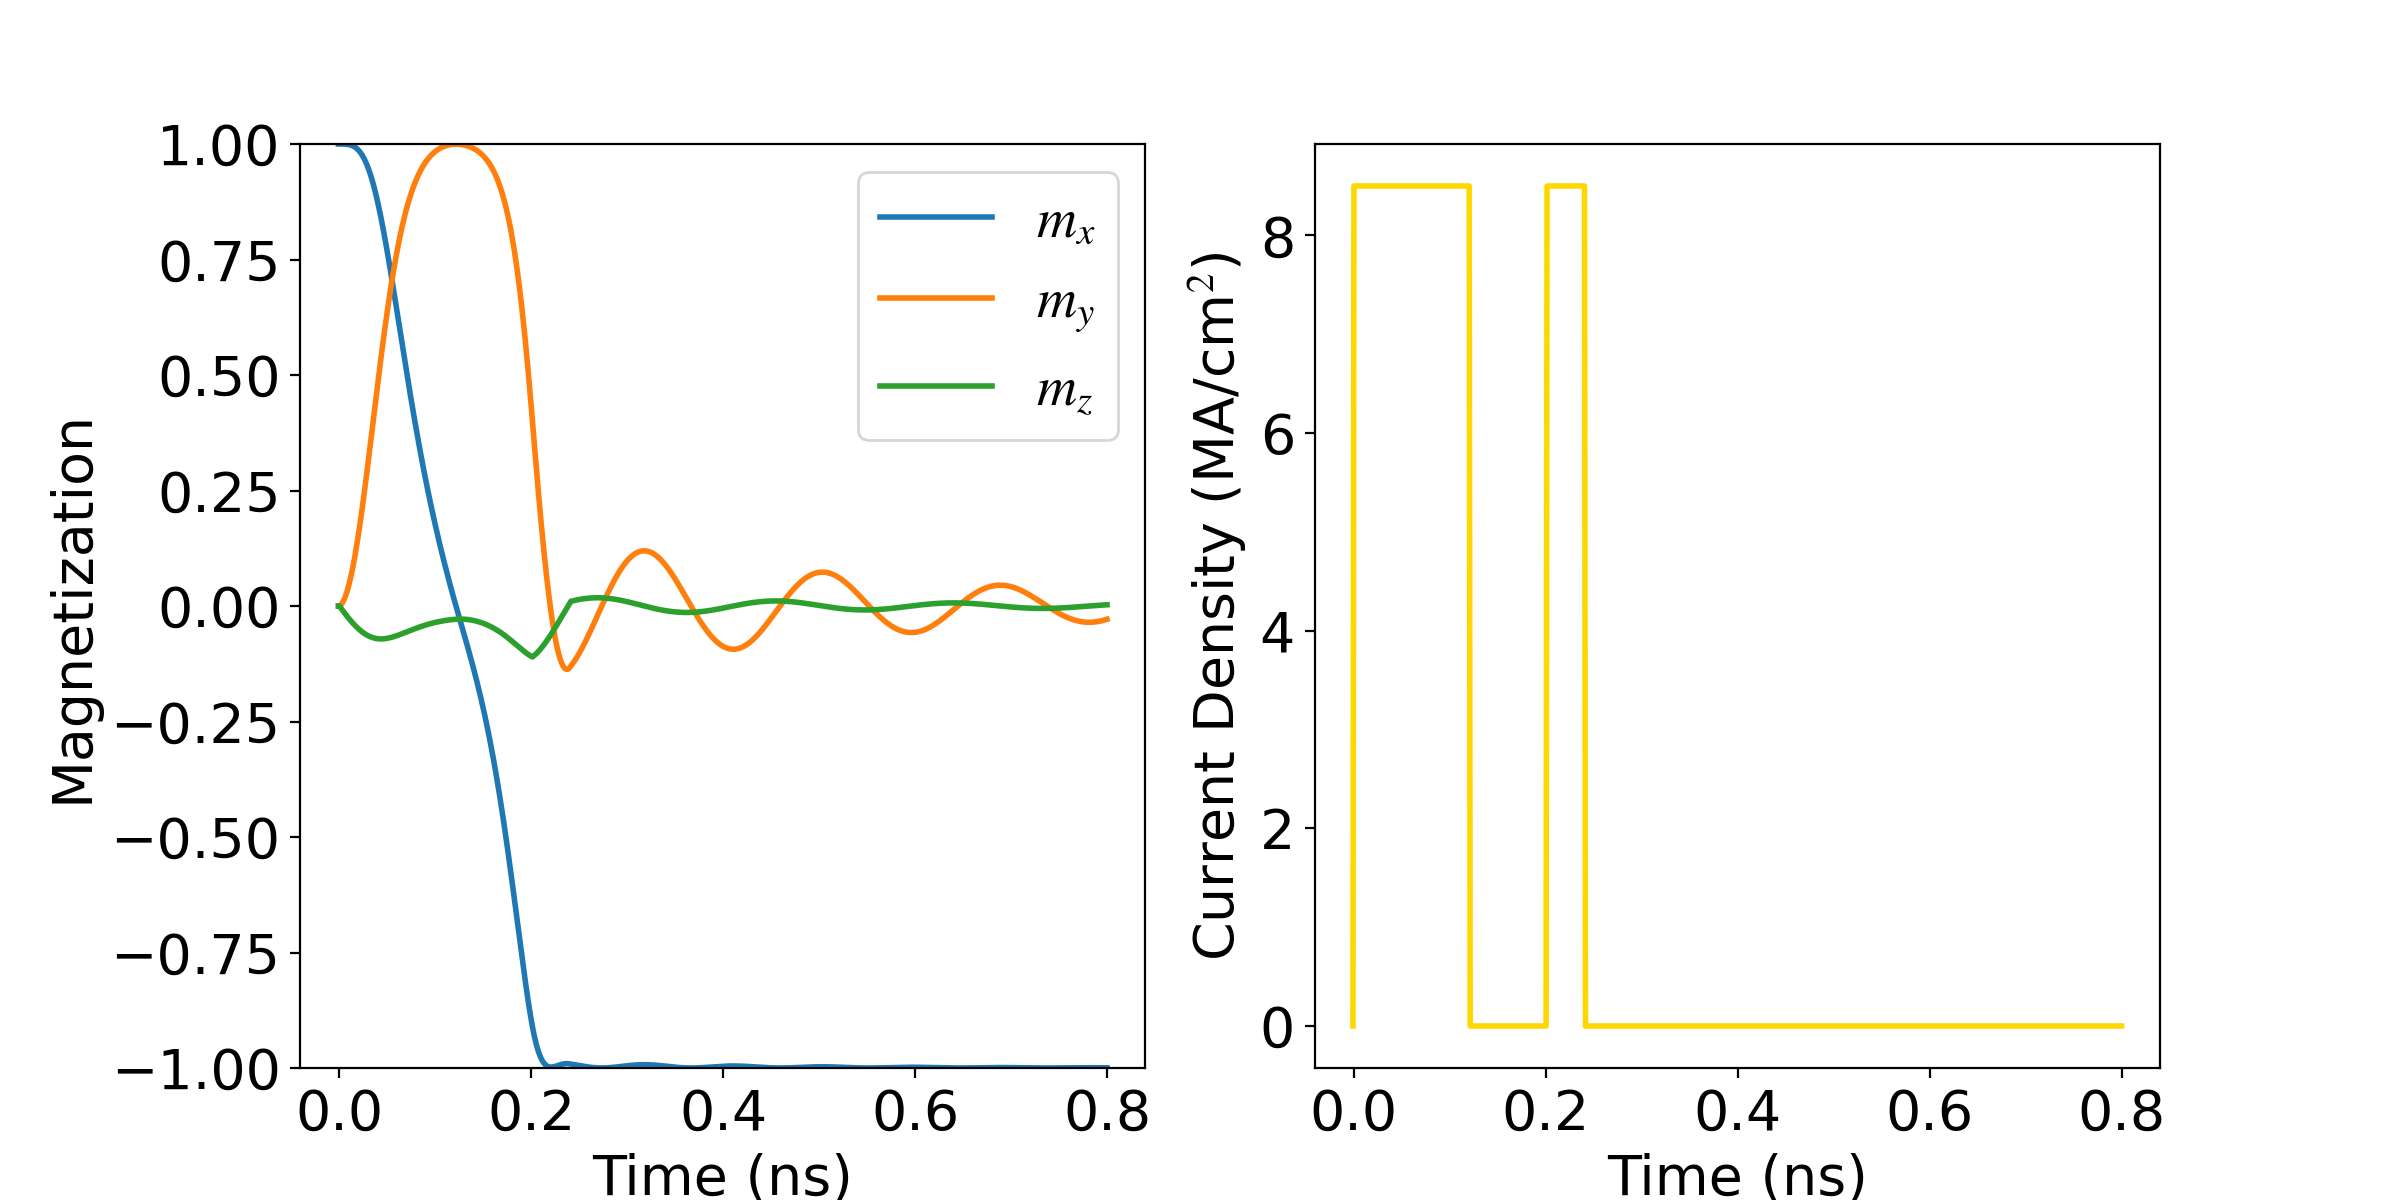 Magnetization
1.00
0.75
0.50
0.25
0.00
−0.25
−0.50
−0.75
−1.00
0.0 0.2 0.4 0.6 0.8
Time (ns)
m_x
m_y
m_z
Current Density (MA/cm²)
8
6
4
2
0
0.0 0.2 0.4 0.6 0.8
Time (ns)